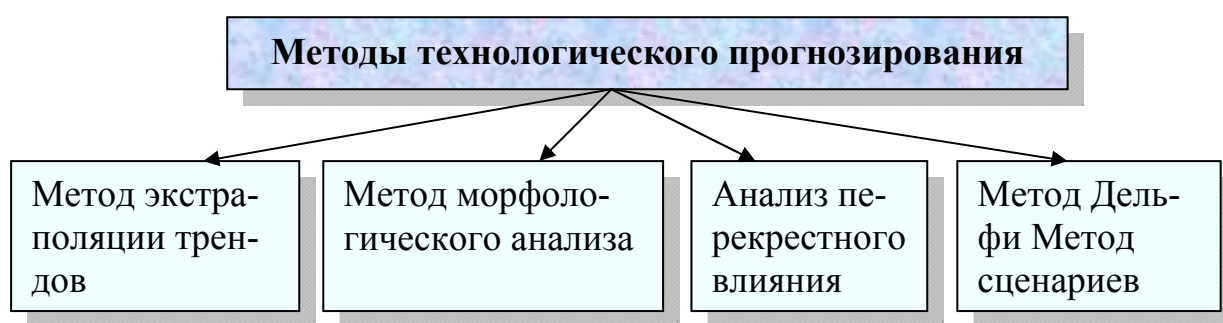 Методы технологического прогнозирования
Метод экстра-
поляции трен-
дов
Метод морфоло-
гического анализа
Анализ пе-
рекрестного
влияния
Метод Дель-
фи Метод
сценариев